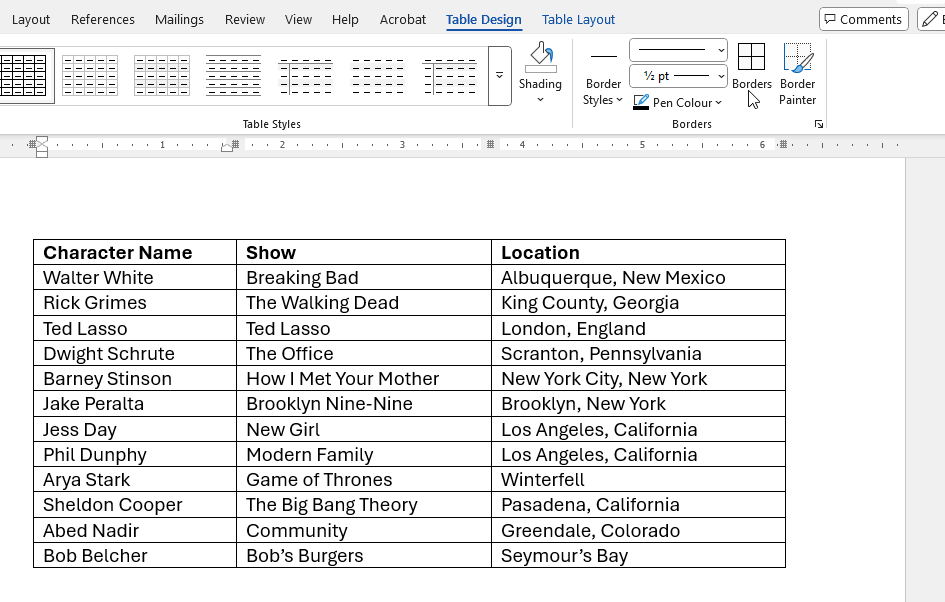 Layout References Mailings Review View Help Acrobat Table Design Table Layout Comments
½ pt
Shading Border Styles Borders Border Painter
Pen Colour
Table Styles Borders
1 2 3 4 5 6
Character Name Show Location
Walter White Breaking Bad Albuquerque, New Mexico
Rick Grimes The Walking Dead King County, Georgia
Ted Lasso Ted Lasso London, England
Dwight Schrute The Office Scranton, Pennsylvania
Barney Stinson How I Met Your Mother New York City, New York
Jake Peralta Brooklyn Nine-Nine Brooklyn, New York
Jess Day New Girl Los Angeles, California
Phil Dunphy Modern Family Los Angeles, California
Arya Stark Game of Thrones Winterfell
Sheldon Cooper The Big Bang Theory Pasadena, California
Abed Nadir Community Greendale, Colorado
Bob Belcher Bob’s Burgers Seymour’s Bay